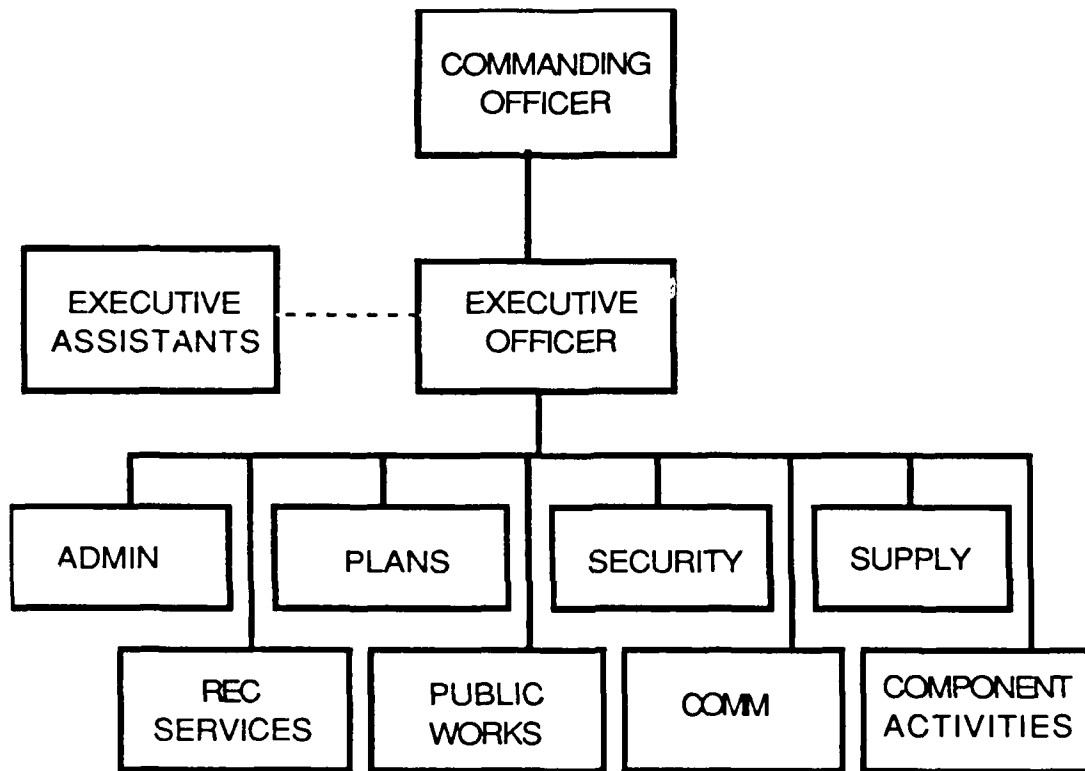 COMMANDING
OFFICER
EXECUTIVE
ASSISTANTS
EXECUTIVE
OFFICER
ADMIN
PLANS
SECURITY
SUPPLY
REC
SERVICES
PUBLIC
WORKS
COMM
COMPONENT
ACTIVITIES